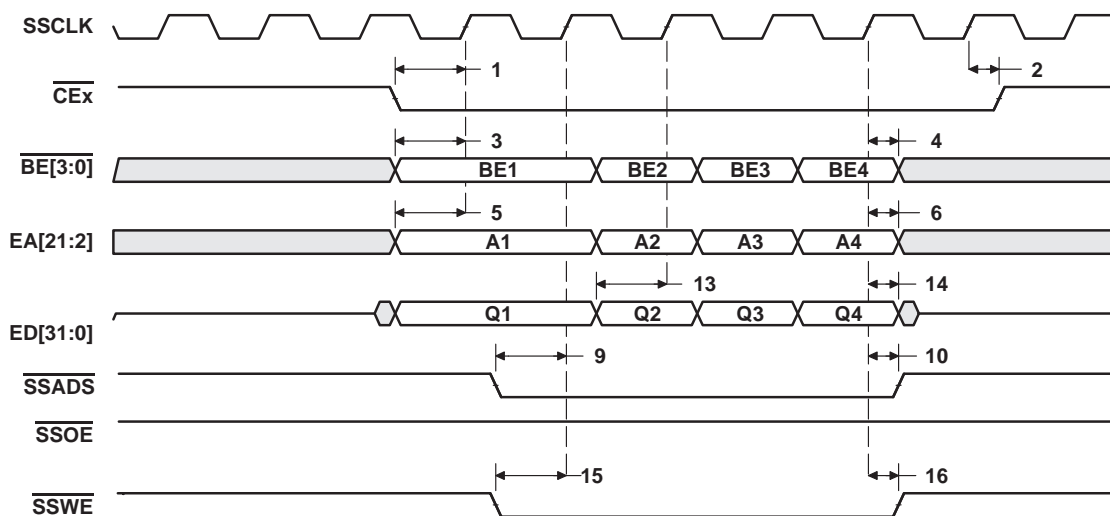 SSCLK
1 2
CEx
3 4
BE[3:0] BE1 BE2 BE3 BE4
5 6
EA[21:2] A1 A2 A3 A4
13 14
ED[31:0] Q1 Q2 Q3 Q4
9 10
SSADS
SSOE
15 16
SSWE